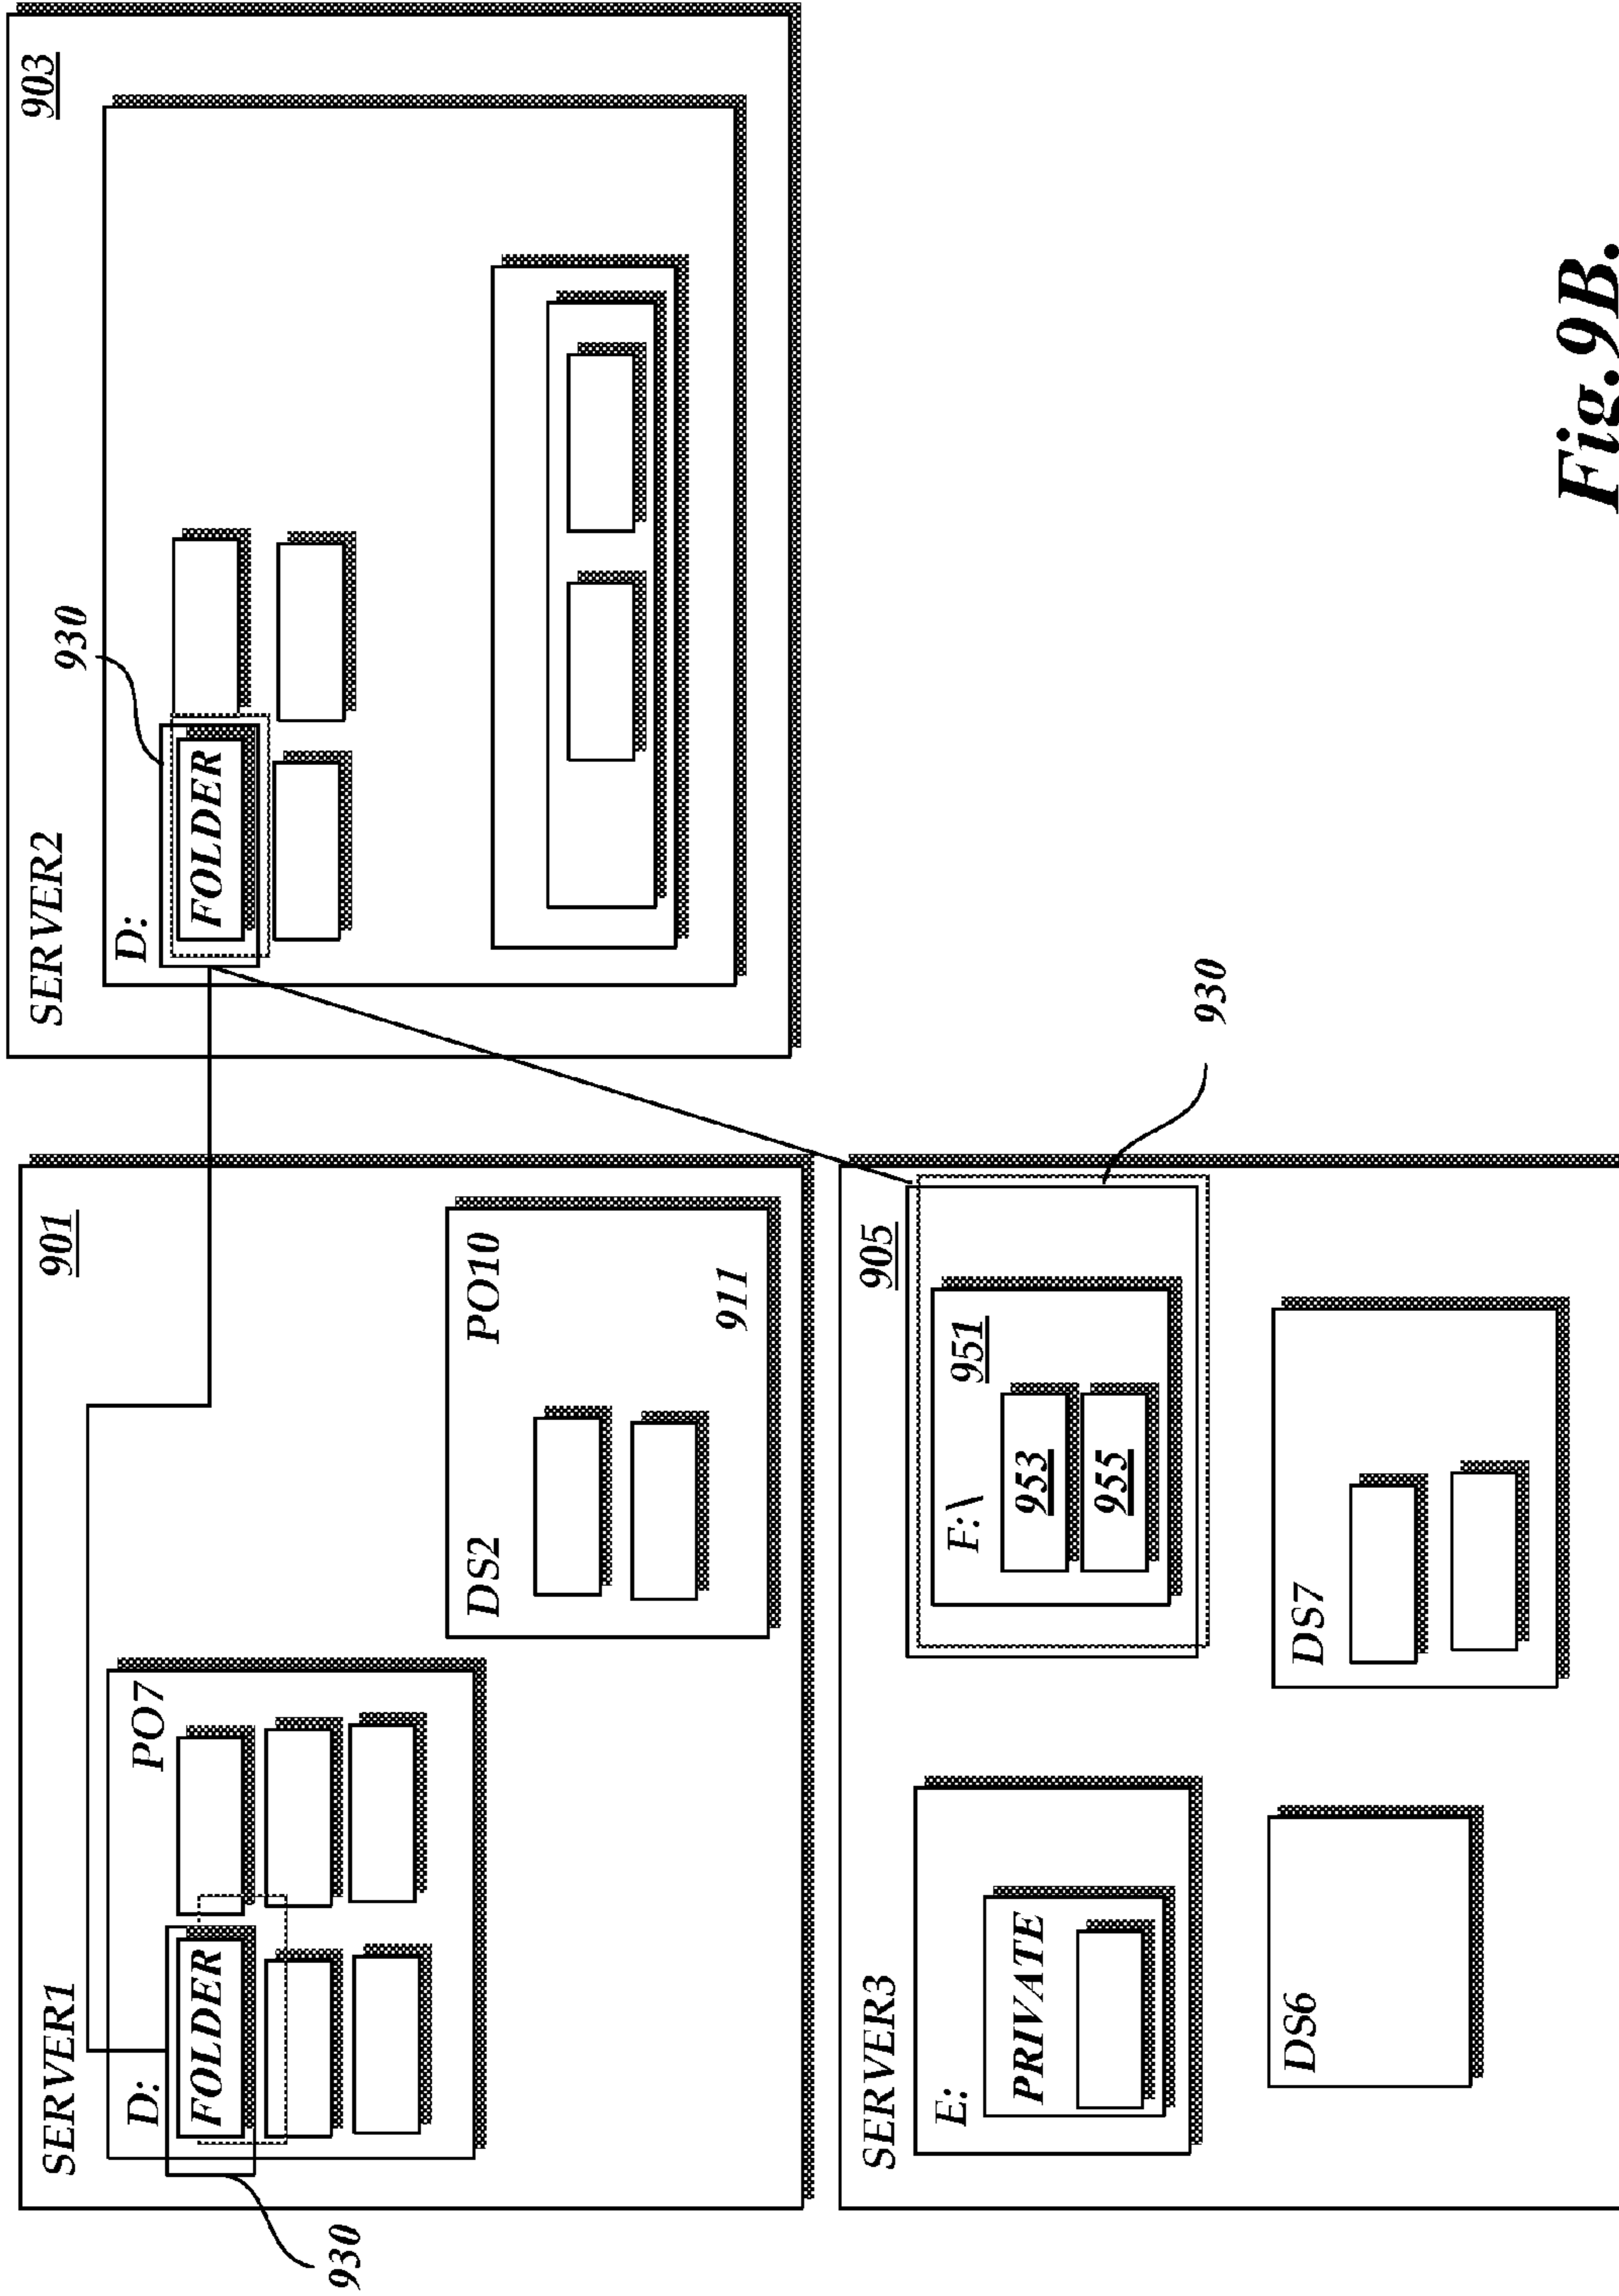 SERVER1
901
D:
PO7
FOLDER
930
DS2
PO10
911
SERVER2
903
930
D:
FOLDER
SERVER3
905
E:
PRIVATE
F:\
951
953
955
930
DS6
DS7
Fig.9B.